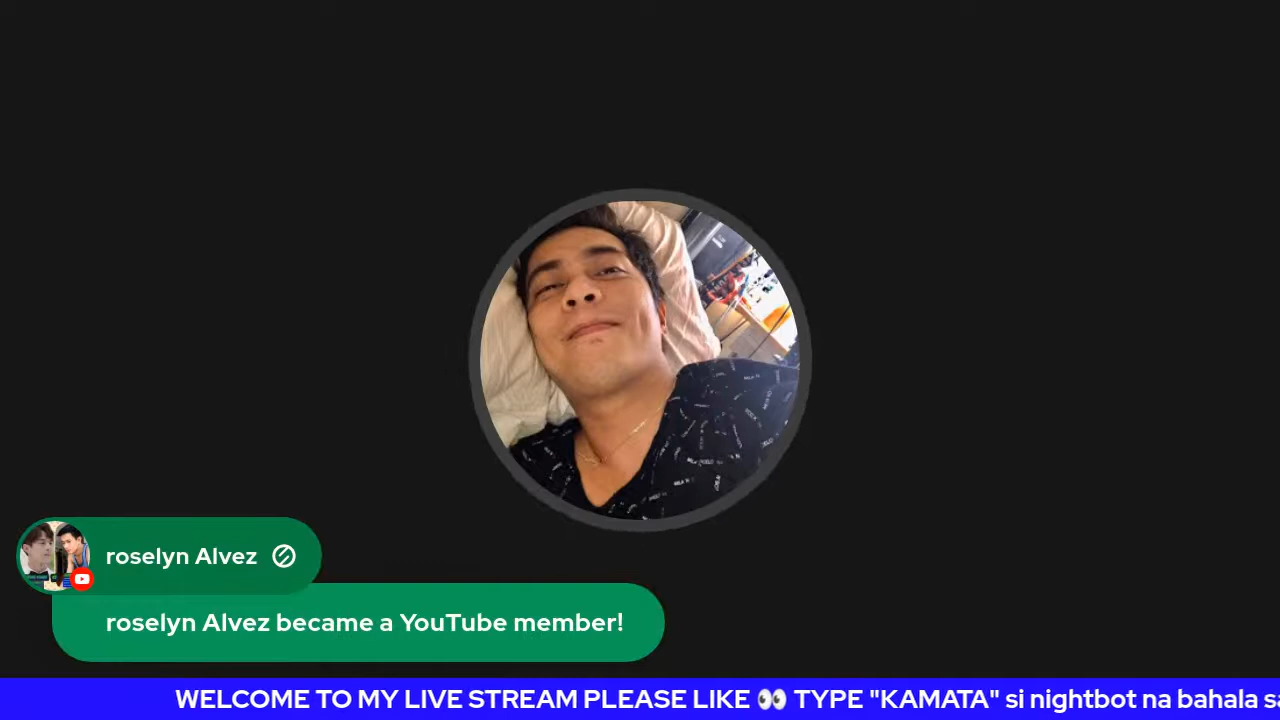 roselyn Alvez
roselyn Alvez became a YouTube member!
WELCOME TO MY LIVE STREAM PLEASE LIKE 👀 TYPE "KAMATA" si nightbot na bahala